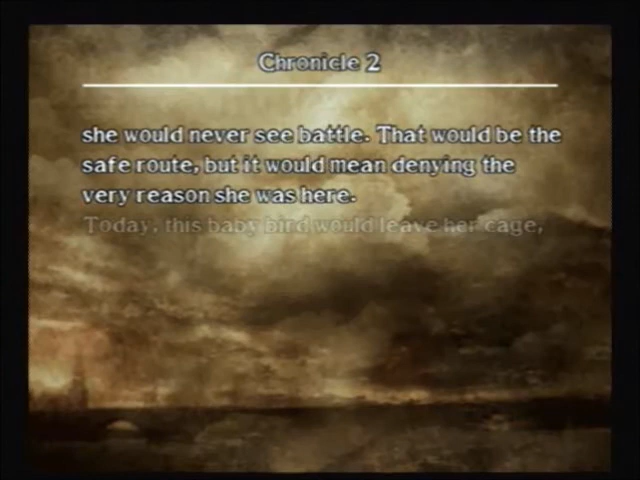 Chronicle 2
she would never see battle. That would be the
safe route, but it would mean denying the
very reason she was here.
Today, this baby bird would leave her cage,